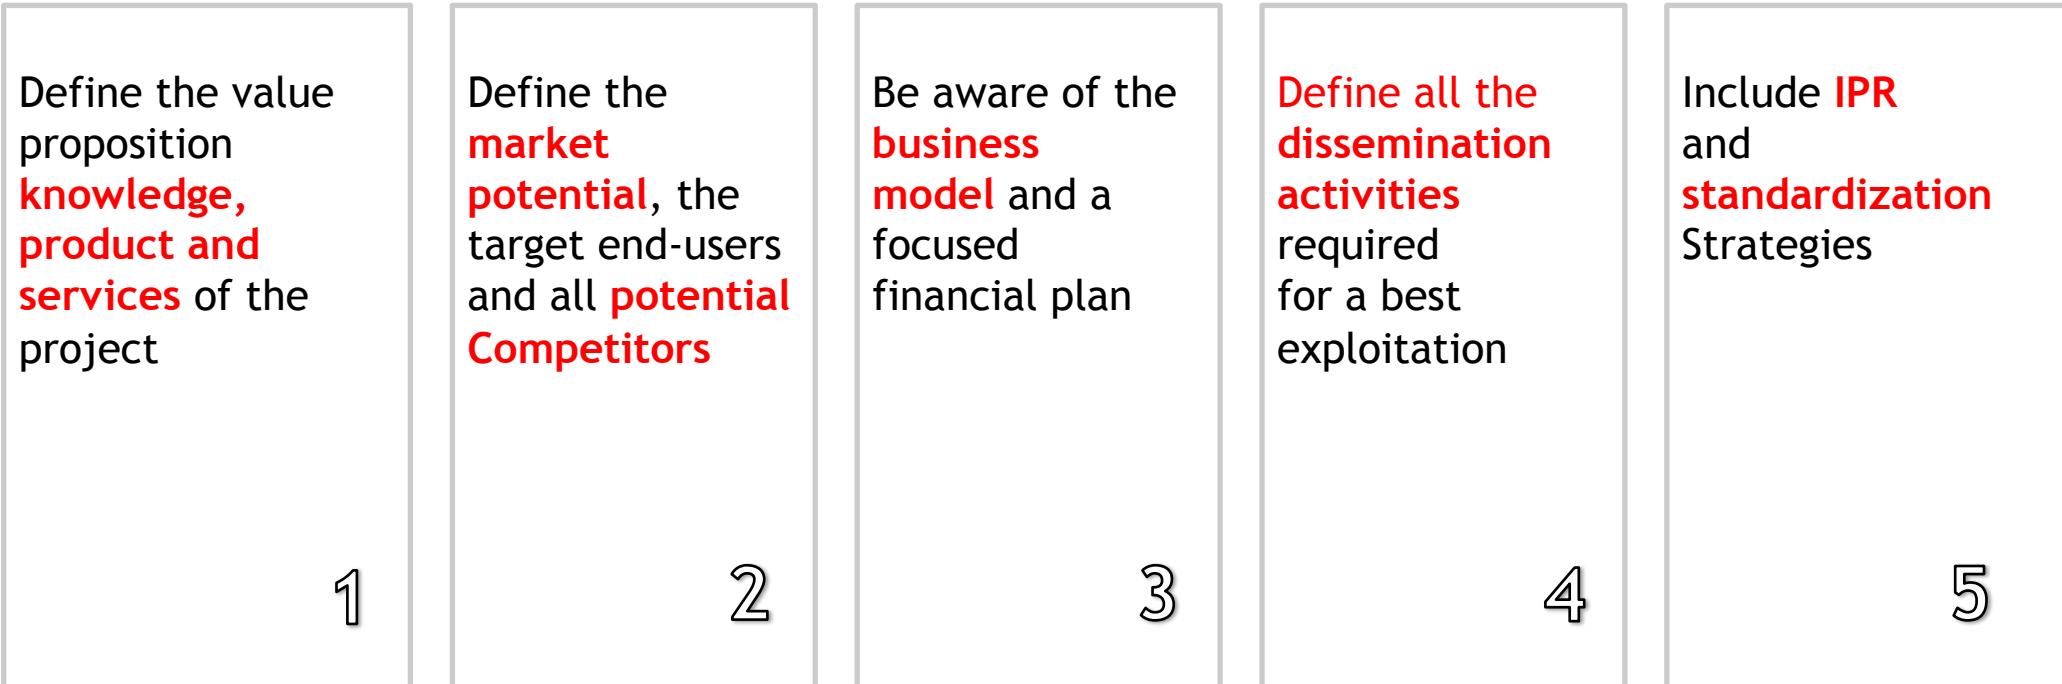 Define the value
proposition
knowledge,
product and
services of the
project
1
Define the
market
potential, the
target end-users
and all potential
Competitors
2
Be aware of the
business
model and a
focused
financial plan
3
Define all the
dissemination
activities
required
for a best
exploitation
4
Include IPR
and
standardization
Strategies
5